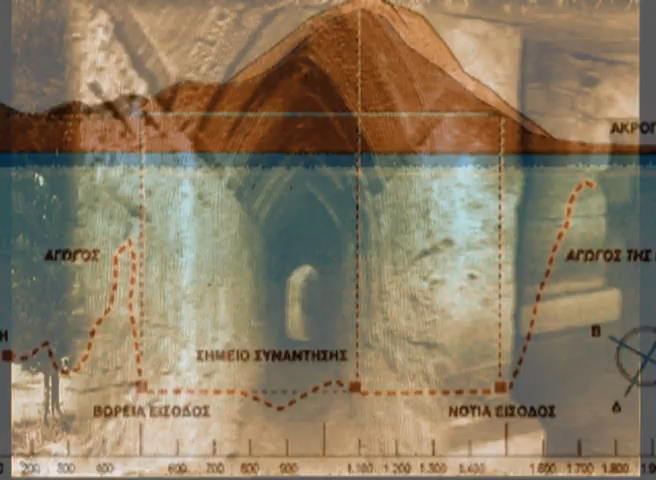 ΑΚΡΟΠ
ΑΓΩΓΟΣ
ΑΓΩΓΟΣ ΤΗΣ
Β
Η
ΣΗΜΕΙΟ ΣΥΝΑΝΤΗΣΗΣ
Δ
ΒΟΡΕΙΑ ΕΙΣΟΔΟΣ
ΝΟΤΙΑ ΕΙΣΟΔΟΣ
200 300 400 600 700 800 900 1.100 1.200 1.300 1.400 1.600 1.700 1.800